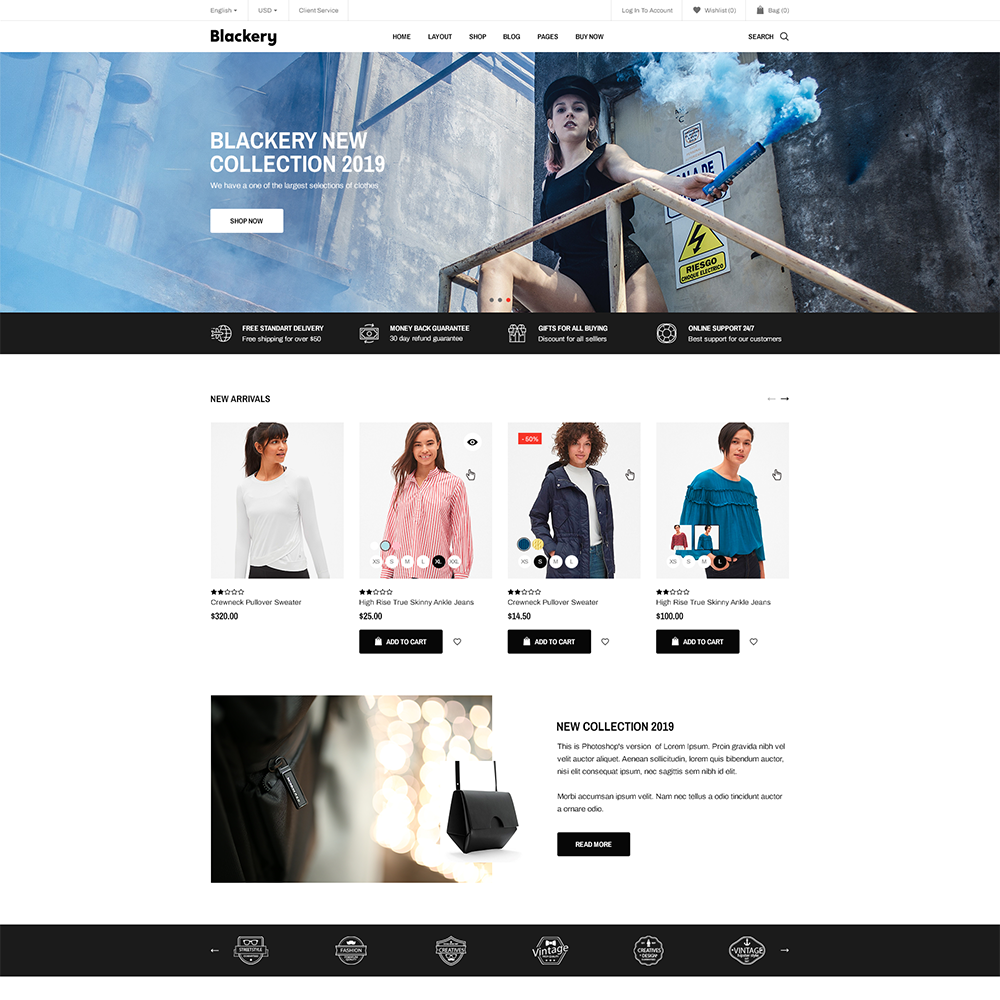 English
USD
Client Service
Log In To Account
Wishlist (0)
Bag (0)
Blackery
HOME
LAYOUT
SHOP
BLOG
PAGES
BUY NOW
SEARCH
BLACKERY NEW
COLLECTION 2019
We have a one of the largest selections of clothes
SHOP NOW
RIESGO
CHOQUE ELECTRICO
FREE STANDART DELIVERY
Free shipping for over $50
MONEY BACK GUARANTEE
30 day refund guarantee
GIFTS FOR ALL BUYING
Discount for all sellers
ONLINE SUPPORT 24/7
Best support for our customers
NEW ARRIVALS
- 50%
XS S M L XL XXL
XS S M L
XS S M L
Crewneck Pullover Sweater
$320.00
High Rise True Skinny Ankle Jeans
$25.00
ADD TO CART
Crewneck Pullover Sweater
$14.50
ADD TO CART
High Rise True Skinny Ankle Jeans
$100.00
ADD TO CART
NEW COLLECTION 2019
This is Photoshop's version of Lorem Ipsum. Proin gravida nibh vel
velit auctor aliquet. Aenean sollicitudin, lorem quis bibendum auctor,
nisi elit consequat ipsum, nec sagittis sem nibh id elit.
Morbi accumsan ipsum velit. Nam nec tellus a odio tincidunt auctor
a ornare odio.
READ MORE
STREETSTYLE
FASHION
CREATIVES
Vintage
CREATIVES
DESIGN
VINTAGE